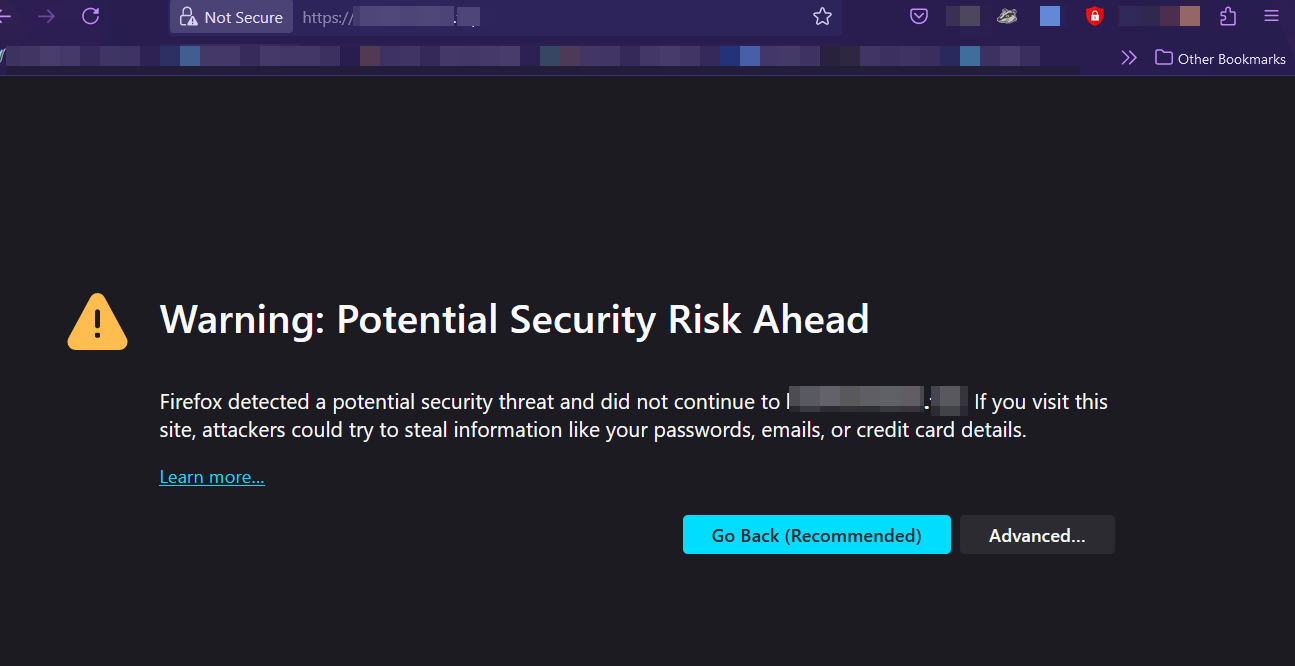 Not Secure
https://
Other Bookmarks
Warning: Potential Security Risk Ahead
Firefox detected a potential security threat and did not continue to . If you visit this
site, attackers could try to steal information like your passwords, emails, or credit card details.
Learn more...
Go Back (Recommended)
Advanced...